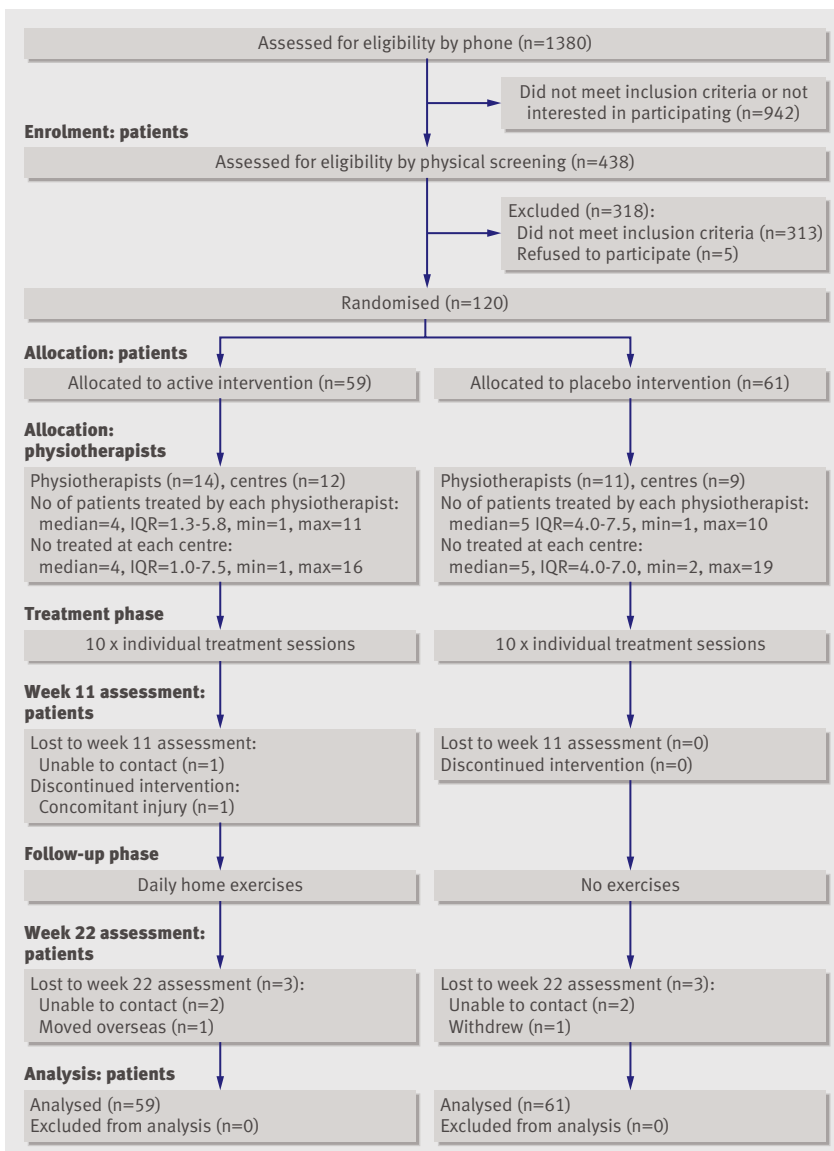 Assessed for eligibility by phone (n=1380)
Did not meet inclusion criteria or not
interested in participating (n=942)
Enrolment: patients
Assessed for eligibility by physical screening (n=438)
Excluded (n=318):
Did not meet inclusion criteria (n=313)
Refused to participate (n=5)
Randomised (n=120)
Allocation: patients
Allocated to active intervention (n=59)
Allocated to placebo intervention (n=61)
Allocation:
physiotherapists
Physiotherapists (n=14), centres (n=12)
No of patients treated by each physiotherapist:
median=4, IQR=1.3-5.8, min=1, max=11
No treated at each centre:
median=4, IQR=1.0-7.5, min=1, max=16
Physiotherapists (n=11), centres (n=9)
No of patients treated by each physiotherapist:
median=5 IQR=4.0-7.5, min=1, max=10
No treated at each centre:
median=5, IQR=4.0-7.0, min=2, max=19
Treatment phase
10 x individual treatment sessions
10 x individual treatment sessions
Week 11 assessment:
patients
Lost to week 11 assessment:
Unable to contact (n=1)
Discontinued intervention:
Concomitant injury (n=1)
Lost to week 11 assessment (n=0)
Discontinued intervention (n=0)
Follow-up phase
Daily home exercises
No exercises
Week 22 assessment:
patients
Lost to week 22 assessment (n=3):
Unable to contact (n=2)
Moved overseas (n=1)
Lost to week 22 assessment (n=3):
Unable to contact (n=2)
Withdrew (n=1)
Analysis: patients
Analysed (n=59)
Excluded from analysis (n=0)
Analysed (n=61)
Excluded from analysis (n=0)